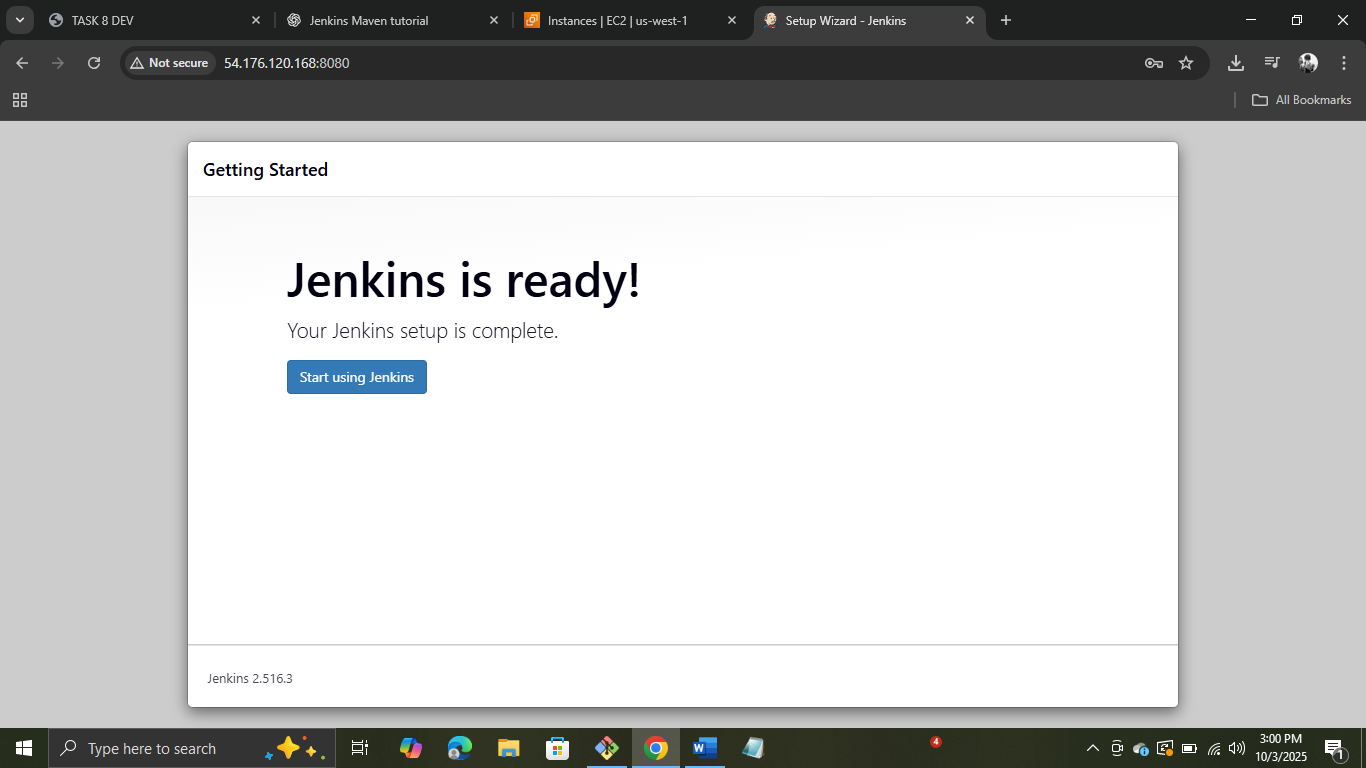 TASK 8 DEV
Jenkins Maven tutorial
Instances | EC2 | us-west-1
Setup Wizard - Jenkins
Not secure
54.176.120.168:8080
All Bookmarks
Getting Started
Jenkins is ready!
Your Jenkins setup is complete.
Start using Jenkins
Jenkins 2.516.3
Type here to search
4
3:00 PM
10/3/2025
1